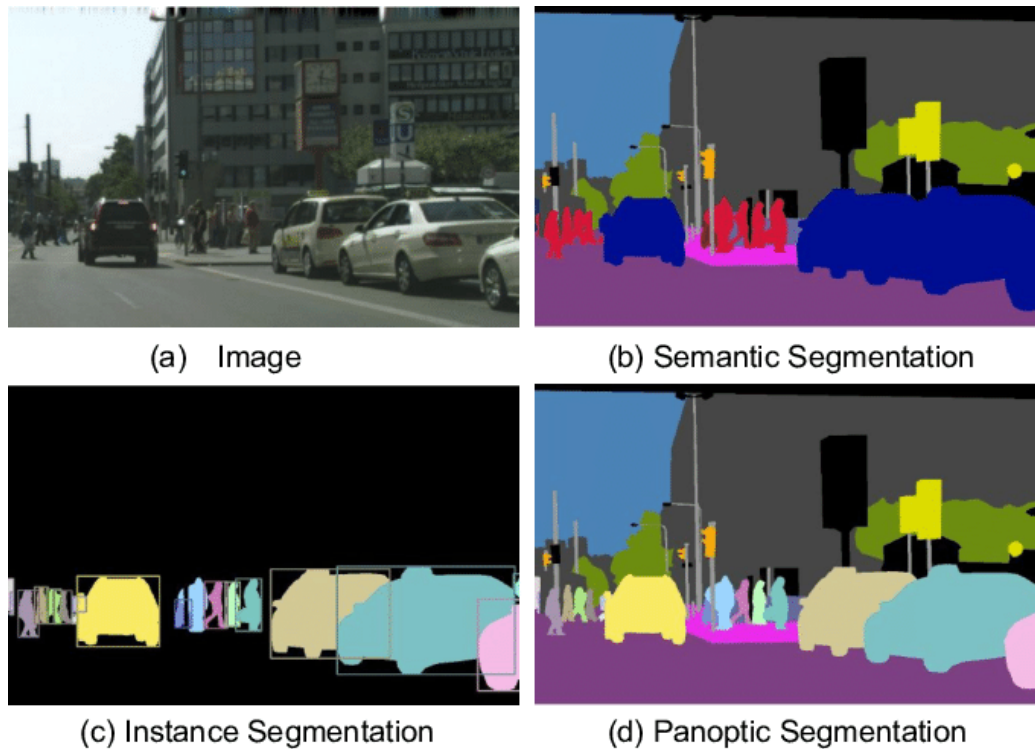 (a) Image
(b) Semantic Segmentation
(c) Instance Segmentation
(d) Panoptic Segmentation